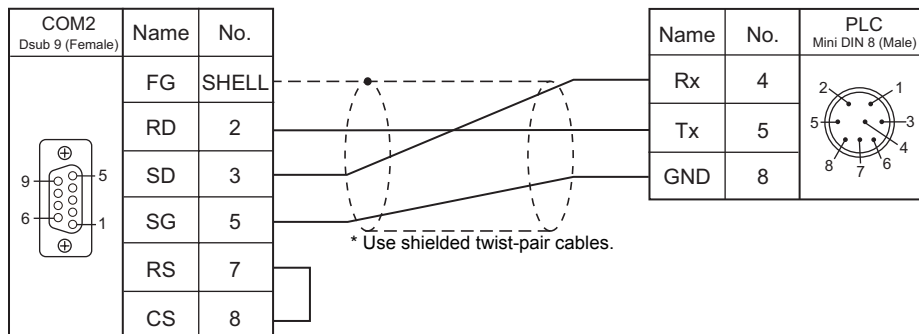 COM2
Dsub 9 (Female)
Name No.
FG SHELL
RD 2
SD 3
SG 5
RS 7
CS 8
9 5
6 1
* Use shielded twist-pair cables.
Name No.
Rx 4
Tx 5
GND 8
PLC
Mini DIN 8 (Male)
2 1
5 3
4
8 7 6